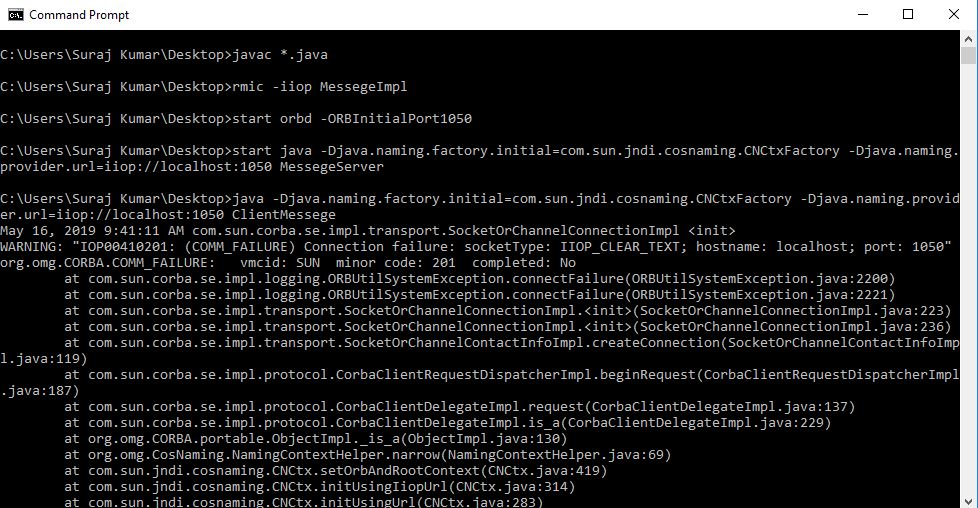 Command Prompt
C:\Users\Suraj Kumar\Desktop>javac *.java
C:\Users\Suraj Kumar\Desktop>rmic -iiop MessegeImpl
C:\Users\Suraj Kumar\Desktop>start orbd -ORBInitialPort1050
C:\Users\Suraj Kumar\Desktop>start java -Djava.naming.factory.initial=com.sun.jndi.cosnaming.CNCtxFactory -Djava.naming.
provider.url=iiop://localhost:1050 MessegeServer
C:\Users\Suraj Kumar\Desktop>java -Djava.naming.factory.initial=com.sun.jndi.cosnaming.CNCtxFactory -Djava.naming.provid
er.url=iiop://localhost:1050 ClientMessege
May 16, 2019 9:41:11 AM com.sun.corba.se.impl.transport.SocketOrChannelConnectionImpl <init>
WARNING: "IOP00410201: (COMM_FAILURE) Connection failure: socketType: IIOP_CLEAR_TEXT; hostname: localhost; port: 1050"
org.omg.CORBA.COMM_FAILURE:   vmcid: SUN  minor code: 201  completed: No
at com.sun.corba.se.impl.logging.ORBUtilSystemException.connectFailure(ORBUtilSystemException.java:2200)
at com.sun.corba.se.impl.logging.ORBUtilSystemException.connectFailure(ORBUtilSystemException.java:2221)
at com.sun.corba.se.impl.transport.SocketOrChannelConnectionImpl.<init>(SocketOrChannelConnectionImpl.java:223)
at com.sun.corba.se.impl.transport.SocketOrChannelConnectionImpl.<init>(SocketOrChannelConnectionImpl.java:236)
at com.sun.corba.se.impl.transport.SocketOrChannelContactInfoImpl.createConnection(SocketOrChannelContactInfoImp
l.java:119)
at com.sun.corba.se.impl.protocol.CorbaClientRequestDispatcherImpl.beginRequest(CorbaClientRequestDispatcherImpl
.java:187)
at com.sun.corba.se.impl.protocol.CorbaClientDelegateImpl.request(CorbaClientDelegateImpl.java:137)
at com.sun.corba.se.impl.protocol.CorbaClientDelegateImpl.is_a(CorbaClientDelegateImpl.java:229)
at org.omg.CORBA.portable.ObjectImpl._is_a(ObjectImpl.java:130)
at org.omg.CosNaming.NamingContextHelper.narrow(NamingContextHelper.java:69)
at com.sun.jndi.cosnaming.CNCtx.setOrbAndRootContext(CNCtx.java:419)
at com.sun.jndi.cosnaming.CNCtx.initUsingIiopUrl(CNCtx.java:314)
at com.sun.jndi.cosnaming.CNCtx.initUsingUrl(CNCtx.java:283)